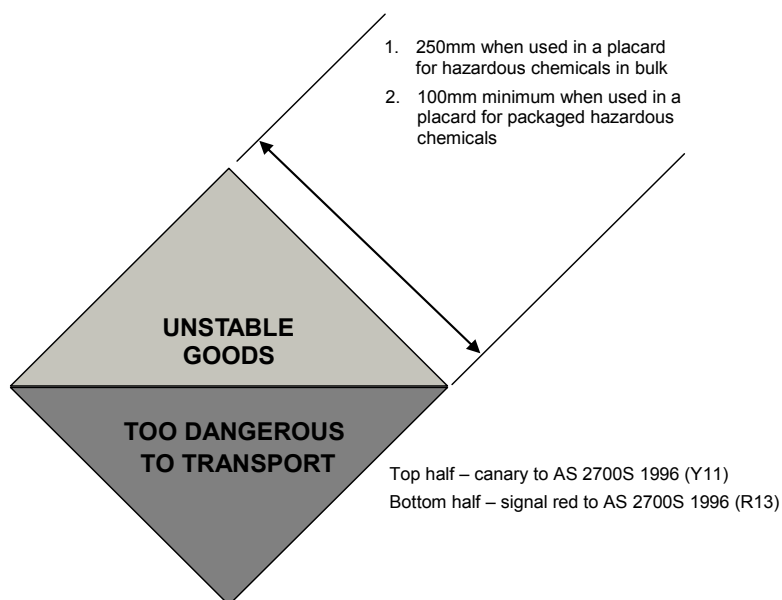 1. 250mm when used in a placard
for hazardous chemicals in bulk
2. 100mm minimum when used in a
placard for packaged hazardous
chemicals
UNSTABLE
GOODS
TOO DANGEROUS
TO TRANSPORT
Top half – canary to AS 2700S 1996 (Y11)
Bottom half – signal red to AS 2700S 1996 (R13)